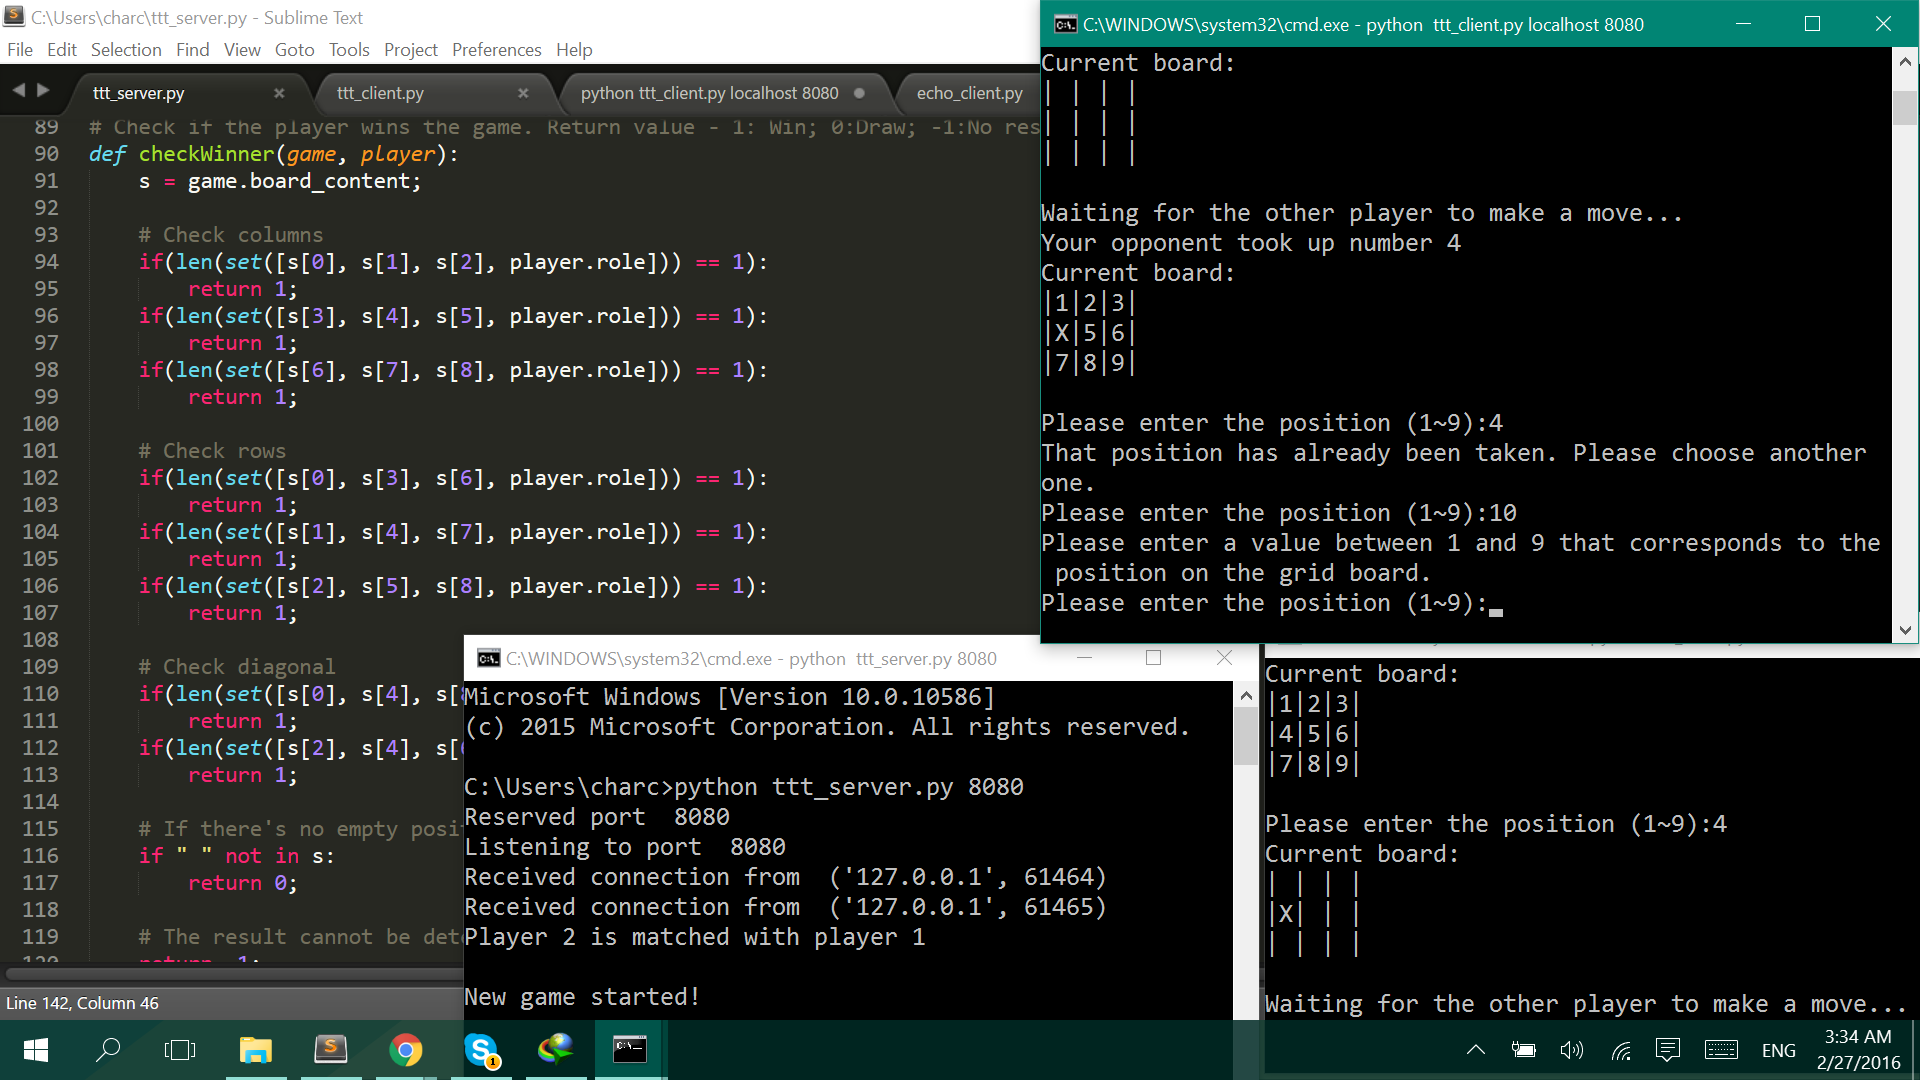 C:\Users\charc\ttt_server.py - Sublime Text
File Edit Selection Find View Goto Tools Project Preferences Help
ttt_server.py × ttt_client.py × python ttt_client.py localhost 8080 echo_client.py
89 # Check if the player wins the game. Return value - 1: Win; 0:Draw; -1:No res
90 def checkWinner(game, player):
91 s = game.board_content;
92
93 # Check columns
94 if(len(set([s[0], s[1], s[2], player.role])) == 1):
95 return 1;
96 if(len(set([s[3], s[4], s[5], player.role])) == 1):
97 return 1;
98 if(len(set([s[6], s[7], s[8], player.role])) == 1):
99 return 1;
100
101 # Check rows
102 if(len(set([s[0], s[3], s[6], player.role])) == 1):
103 return 1;
104 if(len(set([s[1], s[4], s[7], player.role])) == 1):
105 return 1;
106 if(len(set([s[2], s[5], s[8], player.role])) == 1):
107 return 1;
108
109 # Check diagonal
110 if(len(set([s[0], s[4], s[
111 return 1;
112 if(len(set([s[2], s[4], s[
113 return 1;
114
115 # If there's no empty posi
116 if " " not in s:
117 return 0;
118
119 # The result cannot be det
120 return -1;
Line 142, Column 46
C:\WINDOWS\system32\cmd.exe - python ttt_client.py localhost 8080
Current board:
| | | |
| | | |
| | | |
Waiting for the other player to make a move...
Your opponent took up number 4
Current board:
|1|2|3|
|X|5|6|
|7|8|9|
Please enter the position (1~9):4
That position has already been taken. Please choose another
one.
Please enter the position (1~9):10
Please enter a value between 1 and 9 that corresponds to the
position on the grid board.
Please enter the position (1~9):
C:\WINDOWS\system32\cmd.exe - python ttt_server.py 8080
Microsoft Windows [Version 10.0.10586]
(c) 2015 Microsoft Corporation. All rights reserved.
C:\Users\charc>python ttt_server.py 8080
Reserved port 8080
Listening to port 8080
Received connection from ('127.0.0.1', 61464)
Received connection from ('127.0.0.1', 61465)
Player 2 is matched with player 1
New game started!
Current board:
|1|2|3|
|4|5|6|
|7|8|9|
Please enter the position (1~9):4
Current board:
| | | |
|X| | |
| | | |
Waiting for the other player to make a move...
ENG
3:34 AM
2/27/2016